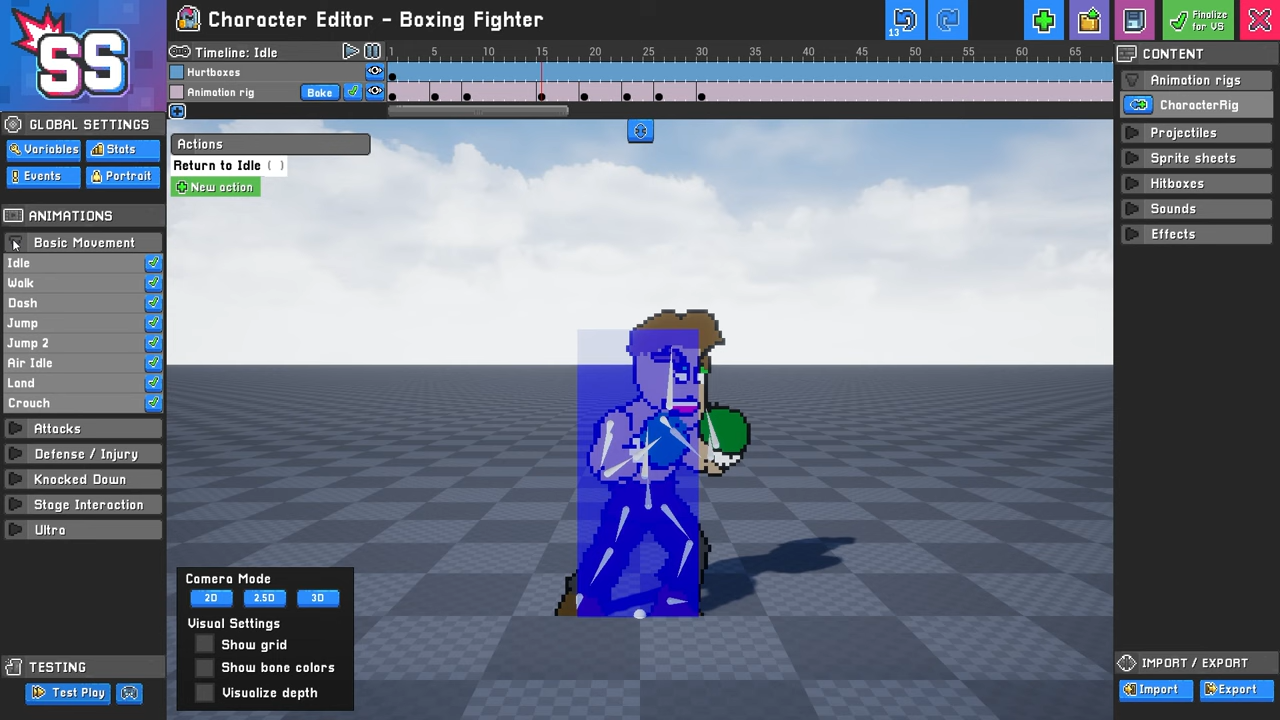 SS
Character Editor - Boxing Fighter
13
Finalize
for VS
Timeline: Idle
1 5 10 15 20 25 30 35 40 45 50 55 60 65
Hurtboxes
Animation rig
Bake
Actions
Return to Idle ( )
New action
GLOBAL SETTINGS
Variables
Stats
Events
Portrait
ANIMATIONS
Basic Movement
Idle
Walk
Dash
Jump
Jump 2
Air Idle
Land
Crouch
Attacks
Defense / Injury
Knocked Down
Stage Interaction
Ultra
TESTING
Test Play
Camera Mode
2D 2.5D 3D
Visual Settings
Show grid
Show bone colors
Visualize depth
CONTENT
Animation rigs
CharacterRig
Projectiles
Sprite sheets
Hitboxes
Sounds
Effects
IMPORT / EXPORT
Import
Export